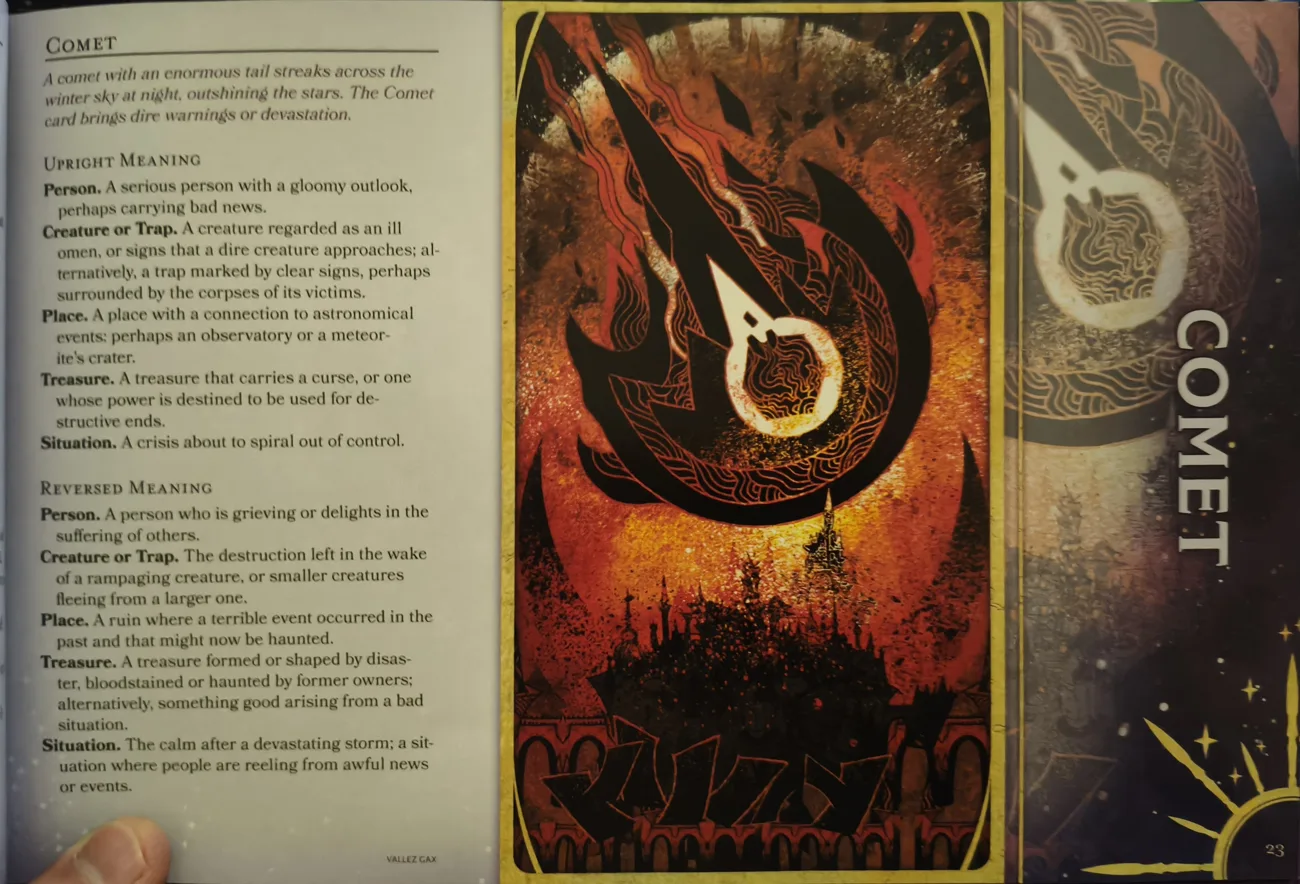 COMET
A comet with an enormous tail streaks across the
winter sky at night, outshining the stars. The Comet
card brings dire warnings or devastation.
UPRIGHT MEANING
Person. A serious person with a gloomy outlook,
perhaps carrying bad news.
Creature or Trap. A creature regarded as an ill
omen, or signs that a dire creature approaches; al-
ternatively, a trap marked by clear signs, perhaps
surrounded by the corpses of its victims.
Place. A place with a connection to astronomical
events: perhaps an observatory or a meteor-
ite's crater.
Treasure. A treasure that carries a curse, or one
whose power is destined to be used for de-
structive ends.
Situation. A crisis about to spiral out of control.
REVERSED MEANING
Person. A person who is grieving or delights in the
suffering of others.
Creature or Trap. The destruction left in the wake
of a rampaging creature, or smaller creatures
fleeing from a larger one.
Place. A ruin where a terrible event occurred in the
past and that might now be haunted.
Treasure. A treasure formed or shaped by disas-
ter, bloodstained or haunted by former owners;
alternatively, something good arising from a bad
situation.
Situation. The calm after a devastating storm; a sit-
uation where people are reeling from awful news
or events.
VALLEZ GAX
COMET
23